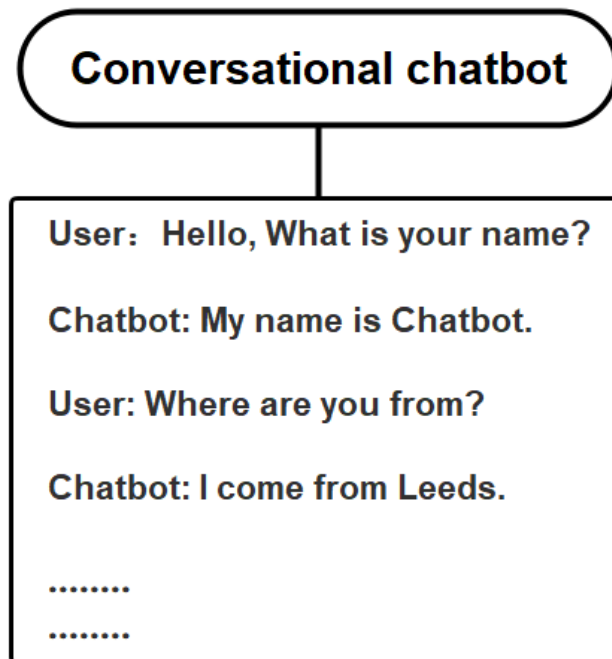 Conversational chatbot
User：Hello, What is your name?
Chatbot: My name is Chatbot.
User: Where are you from?
Chatbot: I come from Leeds.
........
........